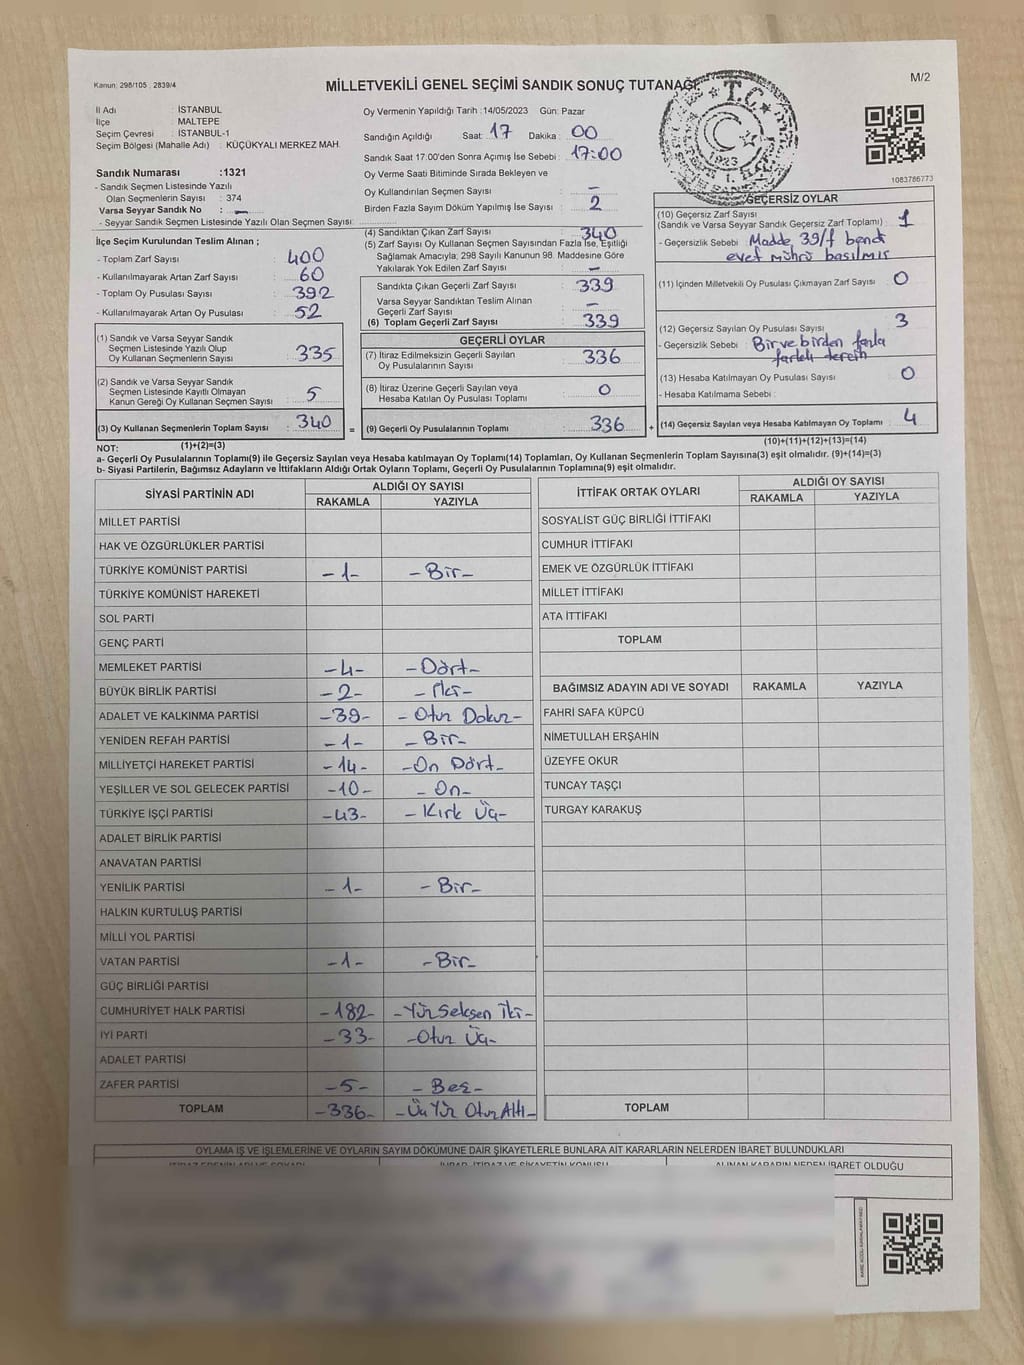 Kanun: 298/105 , 2839/4
MİLLETVEKİLİ GENEL SEÇİMİ SANDIK SONUÇ TUTANAĞI
M/2
T.C.
1923
1083786773
İl Adı : İSTANBUL
İlçe : MALTEPE
Seçim Çevresi : İSTANBUL-1
Seçim Bölgesi (Mahalle Adı) : KÜÇÜKYALI MERKEZ MAH.
Sandık Numarası :1321
- Sandık Seçmen Listesinde Yazılı
Olan Seçmenlerin Sayısı : 374
Varsa Seyyar Sandık No : –
- Seyyar Sandık Seçmen Listesinde Yazılı Olan Seçmen Sayısı:
Oy Vermenin Yapıldığı Tarih :14/05/2023 Gün: Pazar
Sandığın Açıldığı Saat: 17 Dakika: 00
Sandık Saat 17:00'den Sonra Açımış İse Sebebi: 17:00
Oy Verme Saati Bitiminde Sırada Bekleyen ve
Oy Kullandırılan Seçmen Sayısı : –
Birden Fazla Sayım Döküm Yapılmış İse Sayısı : 2
İlçe Seçim Kurulundan Teslim Alınan ;
- Toplam Zarf Sayısı : 400
- Kullanılmayarak Artan Zarf Sayısı : 60
- Toplam Oy Pusulası Sayısı : 392
- Kullanılmayarak Artan Oy Pusulası : 52
(1) Sandık ve Varsa Seyyar Sandık
Seçmen Listesinde Yazılı Olup
Oy Kullanan Seçmenlerin Sayısı : 335
(2) Sandık ve Varsa Seyyar Sandık
Seçmen Listesinde Kayıtlı Olmayan
Kanun Gereği Oy Kullanan Seçmen Sayısı : 5
(3) Oy Kullanan Seçmenlerin Toplam Sayısı : 340
(1)+(2)=(3)
(4) Sandıktan Çıkan Zarf Sayısı : 340
(5) Zarf Sayısı Oy Kullanan Seçmen Sayısından Fazla İse, Eşitliği
Sağlamak Amacıyla; 298 Sayılı Kanunun 98. Maddesine Göre
Yakılarak Yok Edilen Zarf Sayısı : –
Sandıkta Çıkan Geçerli Zarf Sayısı : 339
Varsa Seyyar Sandıktan Teslim Alınan
Geçerli Zarf Sayısı : –
(6) Toplam Geçerli Zarf Sayısı : 339
GEÇERLİ OYLAR
(7) İtiraz Edilmeksizin Geçerli Sayılan
Oy Pusulalarının Sayısı : 336
(8) İtiraz Üzerine Geçerli Sayılan veya
Hesaba Katılan Oy Pusulası Toplamı : 0
= (9) Geçerli Oy Pusulalarının Toplamı : 336 +
GEÇERSİZ OYLAR
(10) Geçersiz Zarf Sayısı
(Sandık ve Varsa Seyyar Sandık Geçersiz Zarf Toplamı) : 1
- Geçersizlik Sebebi : Madde 39/f bendi
evet mührü basılmış
(11) İçinden Milletvekili Oy Pusulası Çıkmayan Zarf Sayısı : 0
(12) Geçersiz Sayılan Oy Pusulası Sayısı : 3
- Geçersizlik Sebebi : Bir ve birden fazla
farklı tercih
(13) Hesaba Katılmayan Oy Pusulası Sayısı : 0
- Hesaba Katılmama Sebebi :
(14) Geçersiz Sayılan veya Hesaba Katılmayan Oy Toplamı : 4
(10)+(11)+(12)+(13)=(14)
NOT:
a- Geçerli Oy Pusulalarının Toplamı(9) ile Geçersiz Sayılan veya Hesaba katılmayan Oy Toplamı(14) Toplamları, Oy Kullanan Seçmenlerin Toplam Sayısına(3) eşit olmalıdır. (9)+(14)=(3)
b- Siyasi Partilerin, Bağımsız Adayların ve İttifakların Aldığı Ortak Oyların Toplamı, Geçerli Oy Pusulalarının Toplamına(9) eşit olmalıdır.
SİYASİ PARTİNİN ADI ALDIĞI OY SAYISI
RAKAMLA YAZIYLA
MİLLET PARTİSİ
HAK VE ÖZGÜRLÜKLER PARTİSİ
TÜRKİYE KOMÜNİST PARTİSİ -1- -Bir-
TÜRKİYE KOMÜNİST HAREKETİ
SOL PARTİ
GENÇ PARTİ
MEMLEKET PARTİSİ -4- -Dört-
BÜYÜK BİRLİK PARTİSİ -2- -İki-
ADALET VE KALKINMA PARTİSİ -39- -Otuz Dokuz-
YENİDEN REFAH PARTİSİ -1- -Bir-
MİLLİYETÇİ HAREKET PARTİSİ -14- -On Dört-
YEŞİLLER VE SOL GELECEK PARTİSİ -10- -On-
TÜRKİYE İŞÇİ PARTİSİ -43- -Kırk Üç-
ADALET BİRLİK PARTİSİ
ANAVATAN PARTİSİ
YENİLİK PARTİSİ -1- -Bir-
HALKIN KURTULUŞ PARTİSİ
MİLLİ YOL PARTİSİ
VATAN PARTİSİ -1- -Bir-
GÜÇ BİRLİĞİ PARTİSİ
CUMHURİYET HALK PARTİSİ -182- -Yüz Seksen İki-
İYİ PARTİ -33- -Otuz Üç-
ADALET PARTİSİ
ZAFER PARTİSİ -5- -Beş-
TOPLAM -336- -Üç Yüz Otuz Altı-
İTTİFAK ORTAK OYLARI ALDIĞI OY SAYISI
RAKAMLA YAZIYLA
SOSYALİST GÜÇ BİRLİĞİ İTTİFAKI
CUMHUR İTTİFAKI
EMEK VE ÖZGÜRLÜK İTTİFAKI
MİLLET İTTİFAKI
ATA İTTİFAKI
TOPLAM
BAĞIMSIZ ADAYIN ADI VE SOYADI RAKAMLA YAZIYLA
FAHRİ SAFA KÜPCÜ
NİMETULLAH ERŞAHİN
ÜZEYFE OKUR
TUNCAY TAŞÇI
TURGAY KARAKUŞ
TOPLAM
OYLAMA İŞ VE İŞLEMLERİNE VE OYLARIN SAYIM DÖKÜMÜNE DAİR ŞİKAYETLERLE BUNLARA AİT KARARLARIN NELERDEN İBARET BULUNDUKLARI
ALINAN KARARIN NEDEN İBARET OLDUĞU